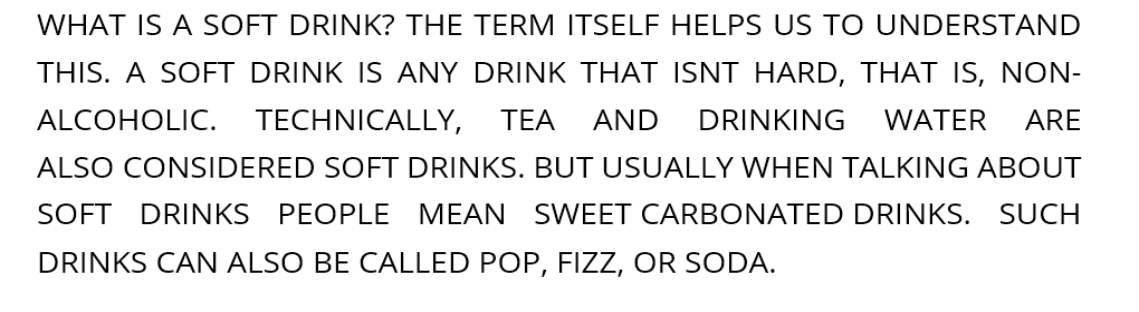 WHAT IS A SOFT DRINK? THE TERM ITSELF HELPS US TO UNDERSTAND
THIS. A SOFT DRINK IS ANY DRINK THAT ISNT HARD, THAT IS, NON-
ALCOHOLIC. TECHNICALLY, TEA AND DRINKING WATER ARE
ALSO CONSIDERED SOFT DRINKS. BUT USUALLY WHEN TALKING ABOUT
SOFT DRINKS PEOPLE MEAN SWEET CARBONATED DRINKS. SUCH
DRINKS CAN ALSO BE CALLED POP, FIZZ, OR SODA.